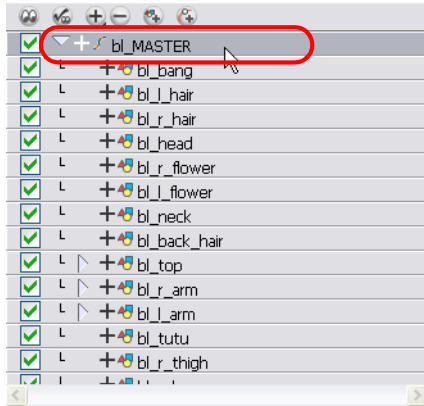 bl_MASTER
bl_bang
bl_l_hair
bl_r_hair
bl_head
bl_r_flower
bl_l_flower
bl_neck
bl_back_hair
bl_top
bl_r_arm
bl_l_arm
bl_tutu
bl_r_thigh